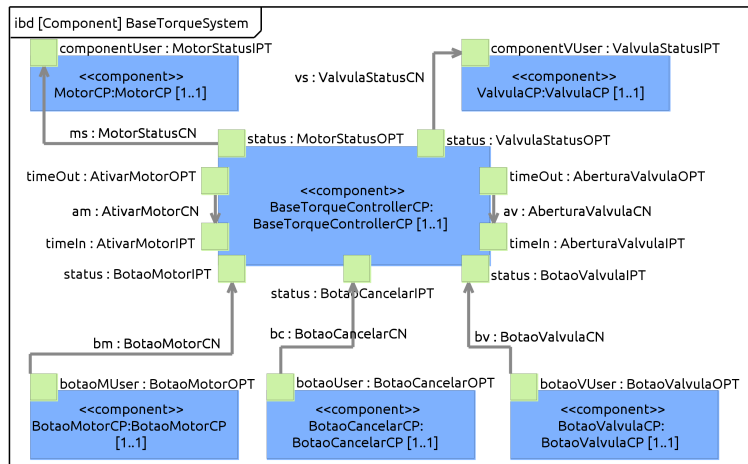 ibd [Component] BaseTorqueSystem
componentUser : MotorStatusIPT
componentVUser : ValvulaStatusIPT
<<component>>
MotorCP:MotorCP [1..1]
vs : ValvulaStatusCN
<<component>>
ValvulaCP:ValvulaCP [1..1]
ms : MotorStatusCN
status : MotorStatusOPT
status : ValvulaStatusOPT
timeOut : AtivarMotorOPT
timeOut : AberturaValvulaOPT
<<component>>
BaseTorqueControllerCP:
BaseTorqueControllerCP [1..1]
am : AtivarMotorCN
av : AberturaValvulaCN
timeIn : AtivarMotorIPT
timeIn : AberturaValvulaIPT
status : BotaoMotorIPT
status : BotaoCancelarIPT
status : BotaoValvulaIPT
bm : BotaoMotorCN
bc : BotaoCancelarCN
bv : BotaoValvulaCN
botaoMUser : BotaoMotorOPT
botaoUser : BotaoCancelarOPT
botaoVUser : BotaoValvulaOPT
<<component>>
BotaoMotorCP:BotaoMotorCP
[1..1]
<<component>>
BotaoCancelarCP:
BotaoCancelarCP [1..1]
<<component>>
BotaoValvulaCP:
BotaoValvulaCP [1..1]